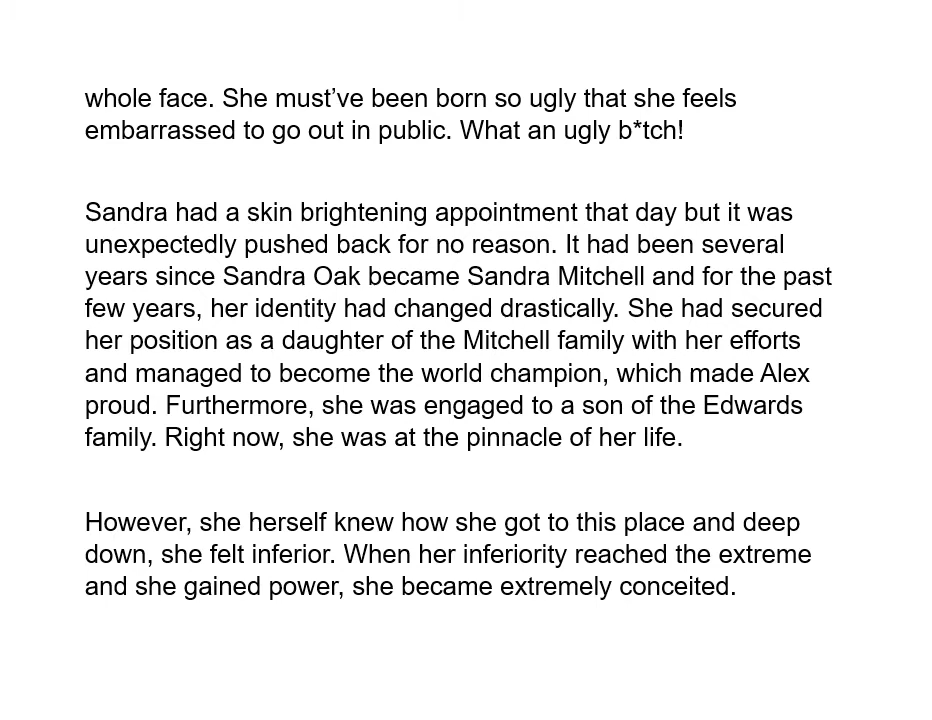 whole face. She must’ve been born so ugly that she feels
embarrassed to go out in public. What an ugly b*tch!
Sandra had a skin brightening appointment that day but it was
unexpectedly pushed back for no reason. It had been several
years since Sandra Oak became Sandra Mitchell and for the past
few years, her identity had changed drastically. She had secured
her position as a daughter of the Mitchell family with her efforts
and managed to become the world champion, which made Alex
proud. Furthermore, she was engaged to a son of the Edwards
family. Right now, she was at the pinnacle of her life.
However, she herself knew how she got to this place and deep
down, she felt inferior. When her inferiority reached the extreme
and she gained power, she became extremely conceited.